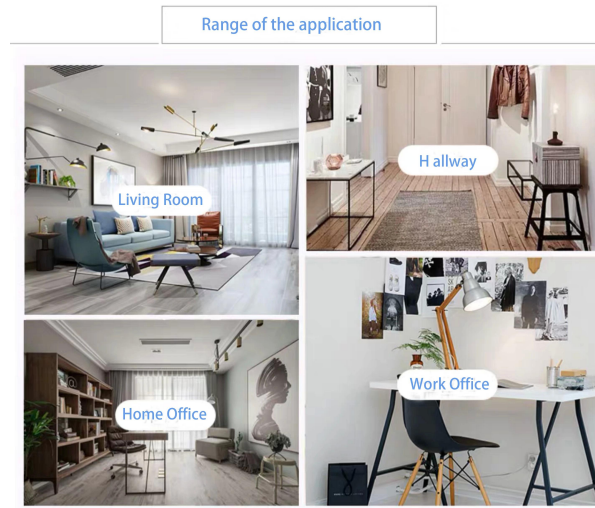 Range of the application
Living Room
H allway
Home Office
Work Office